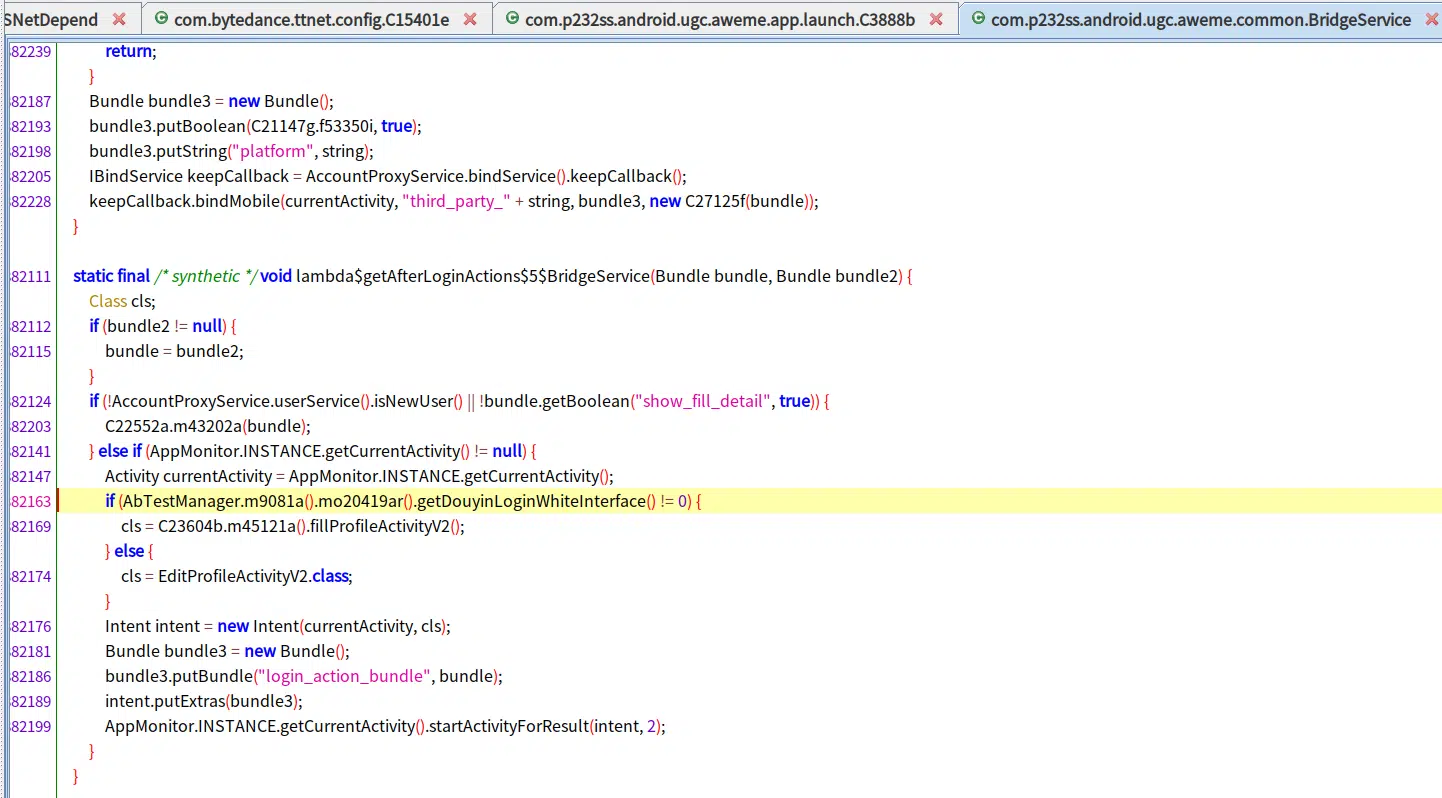 SNetDepend com.bytedance.ttnet.config.C15401e com.p232ss.android.ugc.aweme.app.launch.C3888b com.p232ss.android.ugc.aweme.common.BridgeService
82239 return;
}
82187 Bundle bundle3 = new Bundle();
82193 bundle3.putBoolean(C21147g.f53350i, true);
82198 bundle3.putString("platform", string);
82205 IBindService keepCallback = AccountProxyService.bindService().keepCallback();
82228 keepCallback.bindMobile(currentActivity, "third_party_" + string, bundle3, new C27125f(bundle));
}
82111 static final /* synthetic */ void lambda$getAfterLoginActions$5$BridgeService(Bundle bundle, Bundle bundle2) {
Class cls;
82112 if (bundle2 != null) {
82115 bundle = bundle2;
}
82124 if (!AccountProxyService.userService().isNewUser() || !bundle.getBoolean("show_fill_detail", true)) {
82203 C22552a.m43202a(bundle);
82141 } else if (AppMonitor.INSTANCE.getCurrentActivity() != null) {
82147 Activity currentActivity = AppMonitor.INSTANCE.getCurrentActivity();
82163 if (AbTestManager.m9081a().mo20419ar().getDouyinLoginWhiteInterface() != 0) {
82169 cls = C23604b.m45121a().fillProfileActivityV2();
} else {
82174 cls = EditProfileActivityV2.class;
}
82176 Intent intent = new Intent(currentActivity, cls);
82181 Bundle bundle3 = new Bundle();
82186 bundle3.putBundle("login_action_bundle", bundle);
82189 intent.putExtras(bundle3);
82199 AppMonitor.INSTANCE.getCurrentActivity().startActivityForResult(intent, 2);
}
}